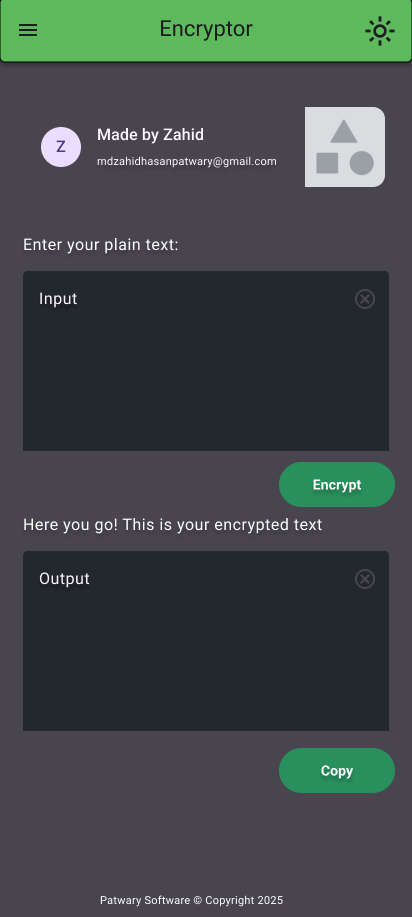 Encryptor
Z
Made by Zahid
mdzahidhasanpatwary@gmail.com
Enter your plain text:
Input
Encrypt
Here you go! This is your encrypted text
Output
Copy
Patwary Software © Copyright 2025